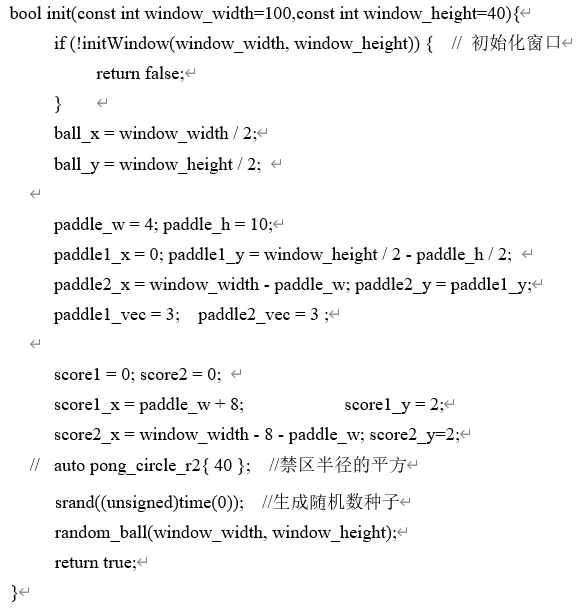 bool init(const int window_width=100,const int window_height=40){
if (!initWindow(window_width, window_height)) {    // 初始化窗口
return false;
}
ball_x = window_width / 2;
ball_y = window_height / 2;
paddle_w = 4; paddle_h = 10;
paddle1_x = 0; paddle1_y = window_height / 2 - paddle_h / 2;
paddle2_x = window_width - paddle_w; paddle2_y = paddle1_y;
paddle1_vec = 3;    paddle2_vec = 3 ;
score1 = 0; score2 = 0;
score1_x = paddle_w + 8;                    score1_y = 2;
score2_x = window_width - 8 - paddle_w; score2_y=2;
//   auto pong_circle_r2{ 40 };    //禁区半径的平方
srand((unsigned)time(0));    //生成随机数种子
random_ball(window_width, window_height);
return true;
}